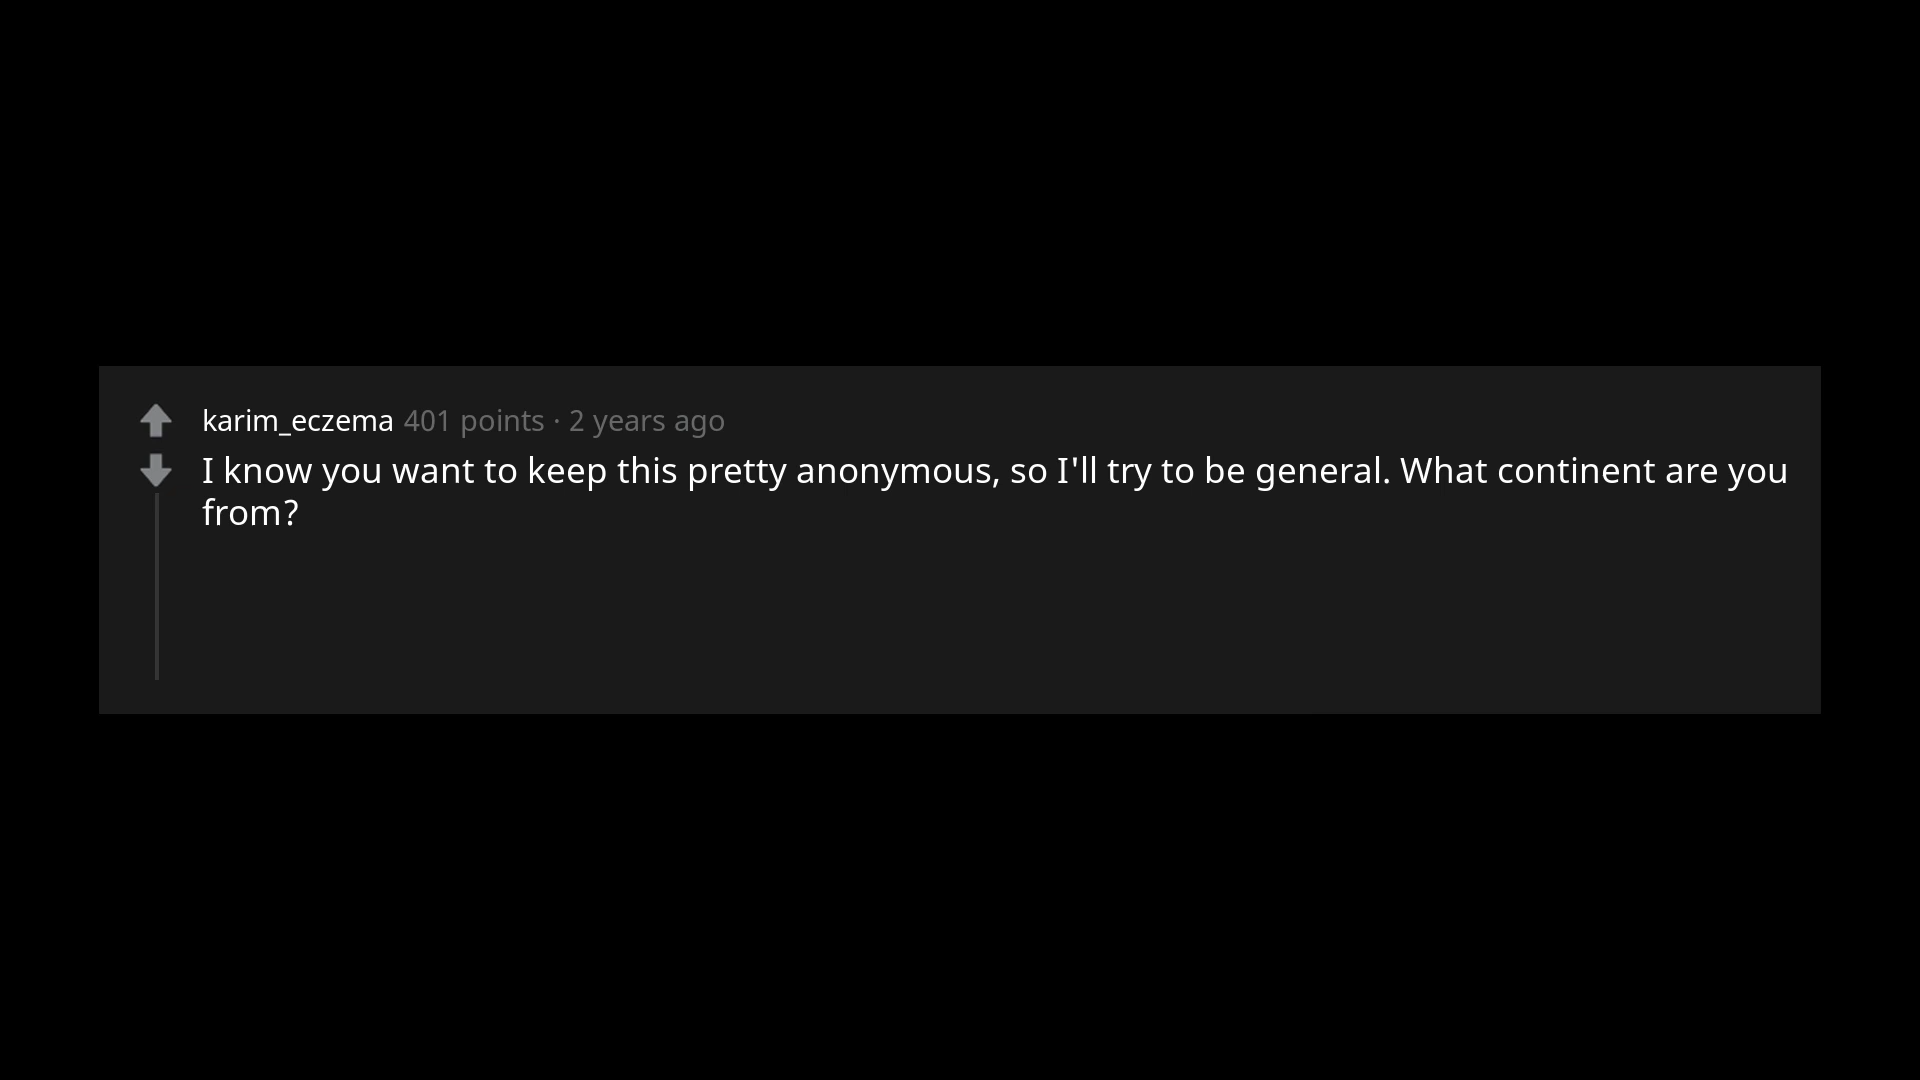 karim_eczema 401 points · 2 years ago
I know you want to keep this pretty anonymous, so I'll try to be general. What continent are you
from?